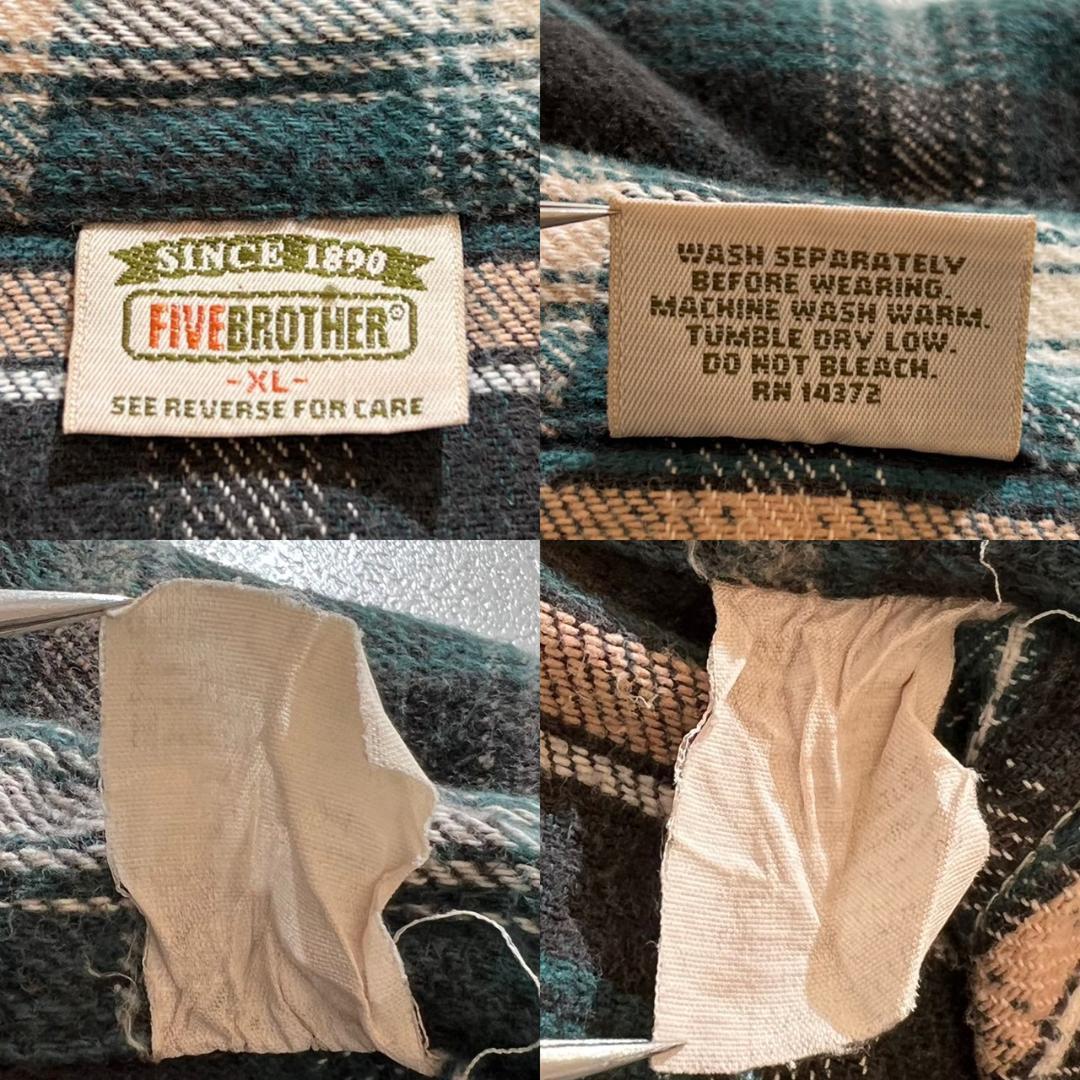 SINCE 1890
FIVEBROTHER®
-XL-
SEE REVERSE FOR CARE
WASH SEPARATELY
BEFORE WEARING.
MACHINE WASH WARM.
TUMBLE DRY LOW.
DO NOT BLEACH.
RN 14372